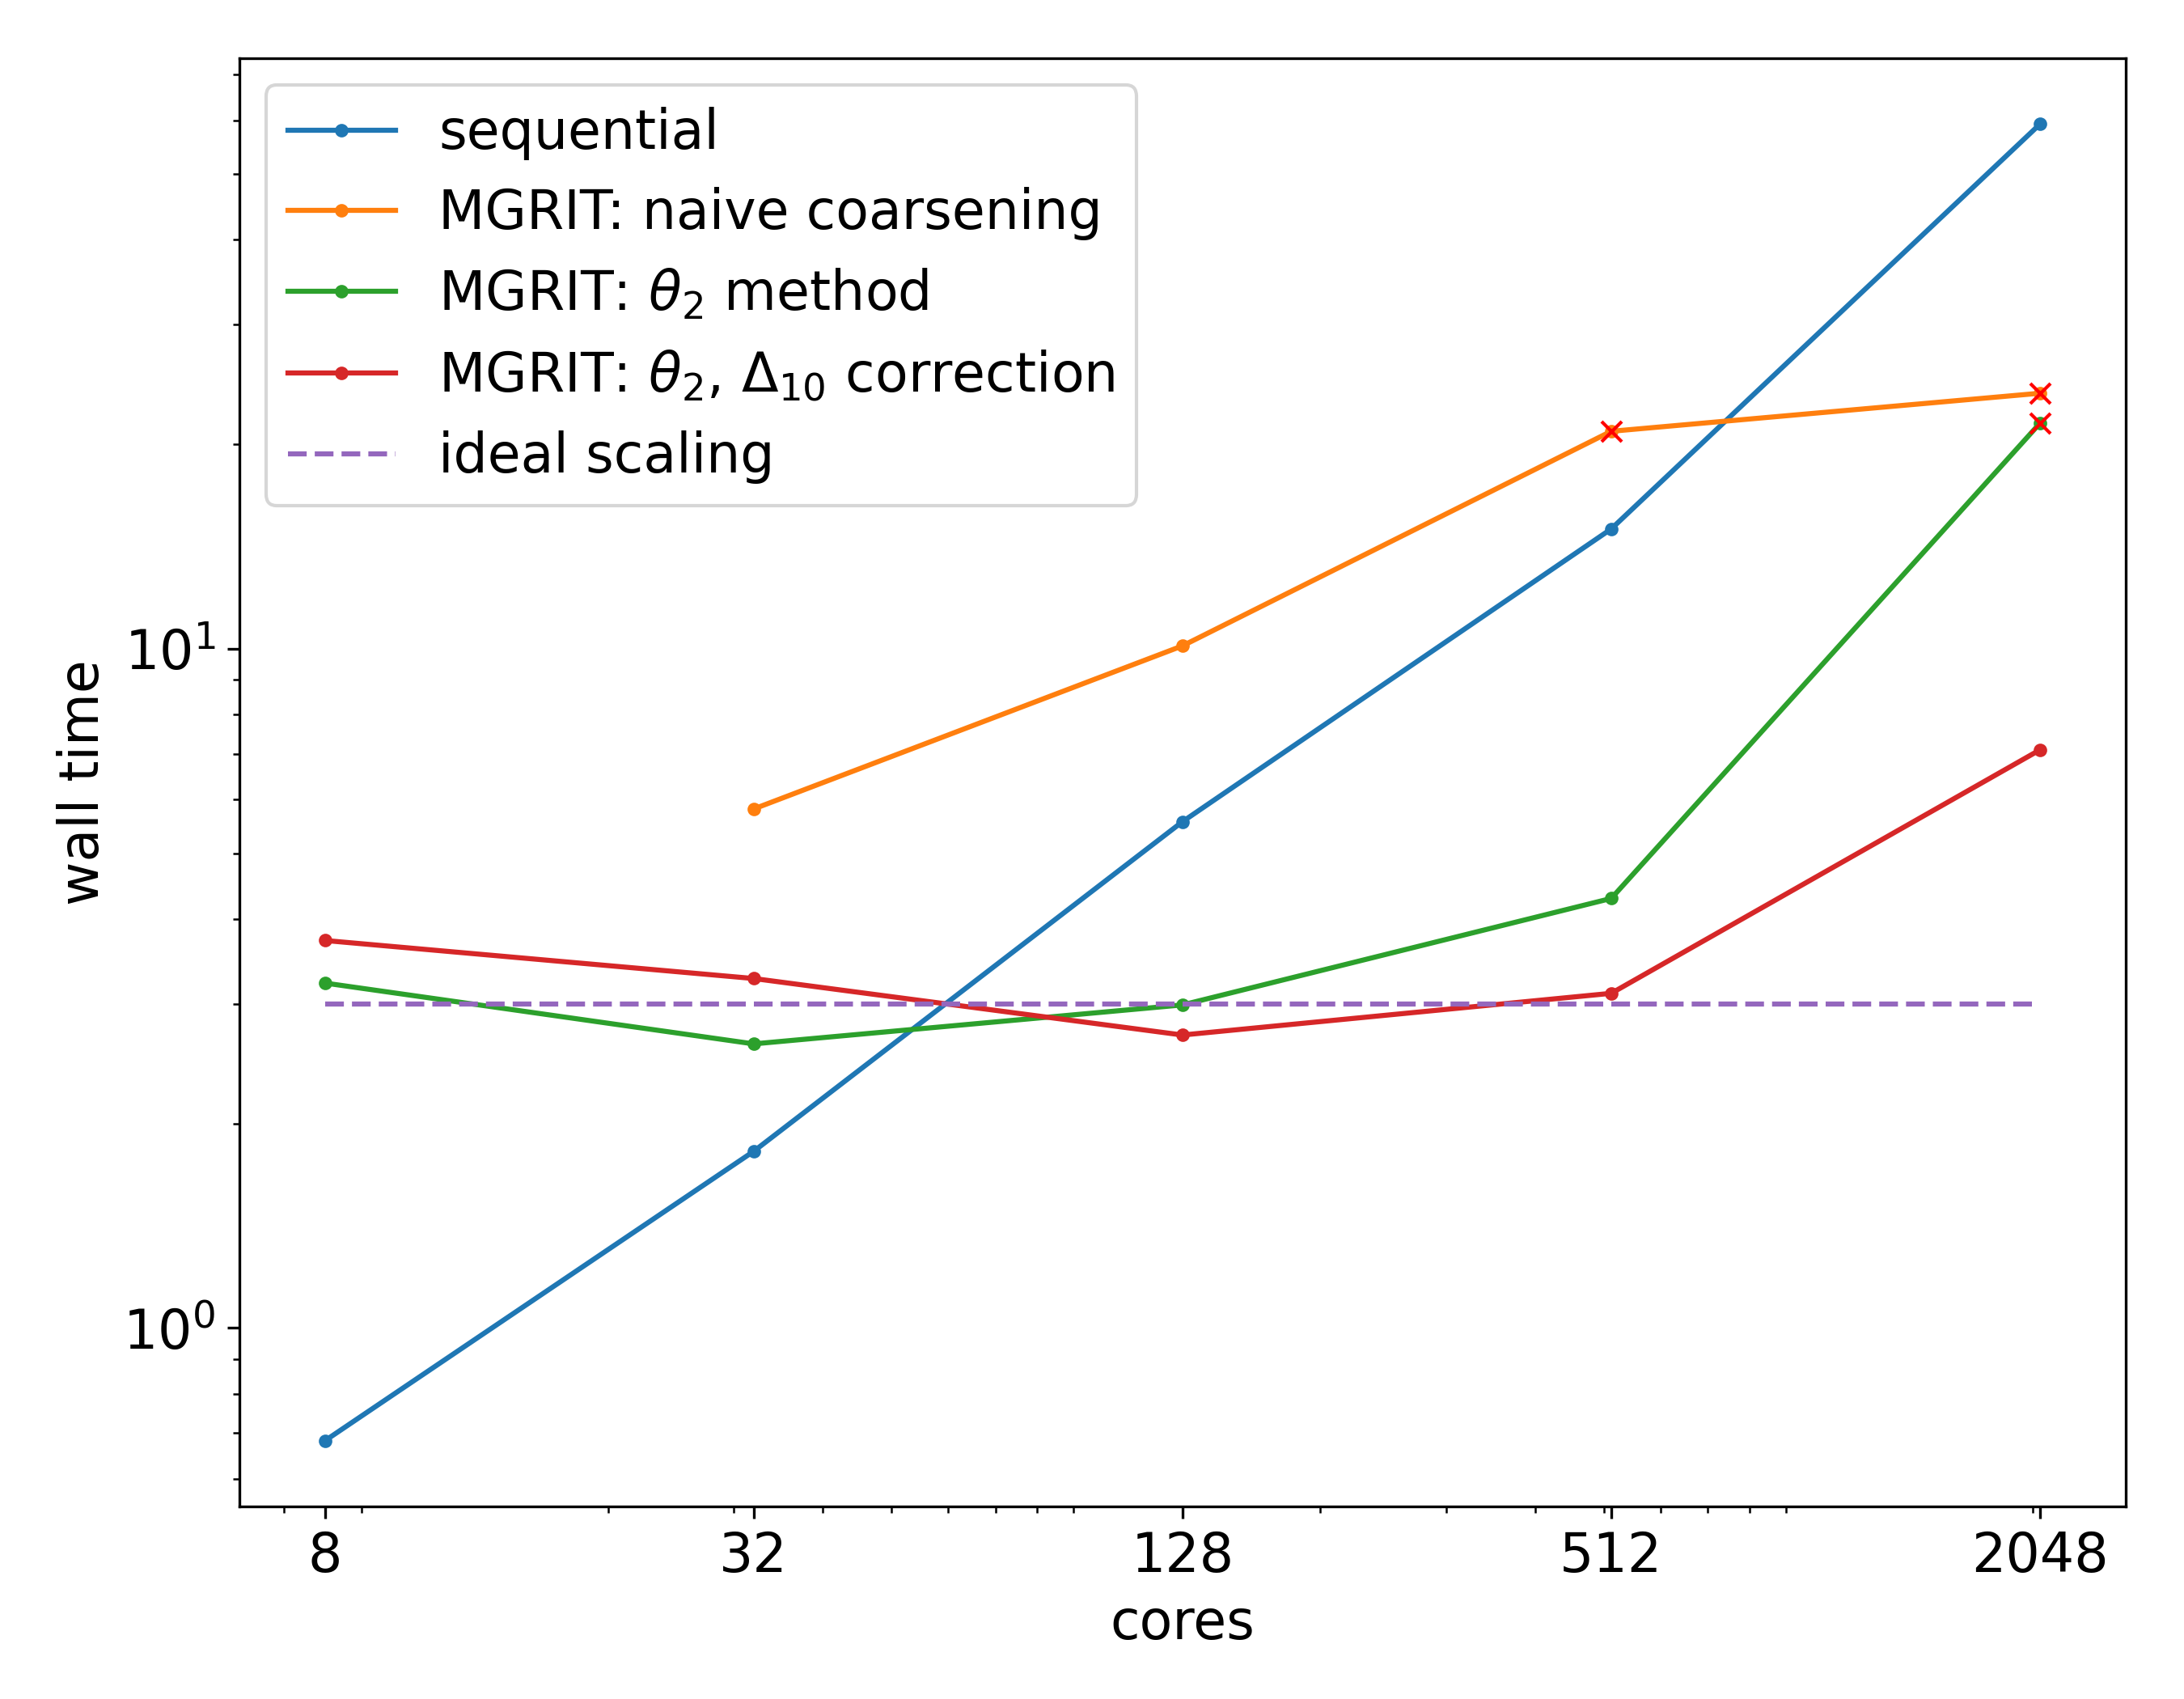 sequential
MGRIT: naive coarsening
MGRIT: θ₂ method
MGRIT: θ₂, Δ₁₀ correction
ideal scaling
wall time
10¹
10⁰
8 32 128 512 2048
cores